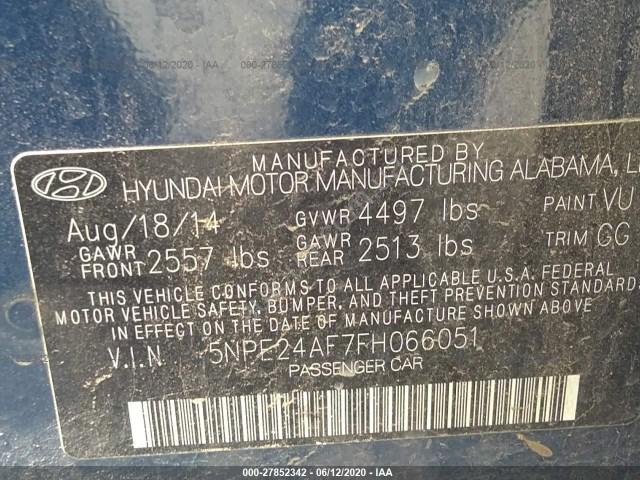 000-27852342 - 06/12/2020 - IAA
MANUFACTURED BY
HYUNDAI MOTOR MANUFACTURING ALABAMA,
Aug/18/14 GVWR 4497 lbs PAINT VU
GAWR FRONT 2557 lbs GAWR REAR 2513 lbs TRIM GG
THIS VEHICLE CONFORMS TO ALL APPLICABLE U.S.A. FEDERAL
MOTOR VEHICLE SAFETY, BUMPER, AND THEFT PREVENTION STANDARDS
IN EFFECT ON THE DATE OF MANUFACTURE SHOWN ABOVE
V.I.N 5NPE24AF7FH066051
PASSENGER CAR
000-27852342 - 06/12/2020 - IAA